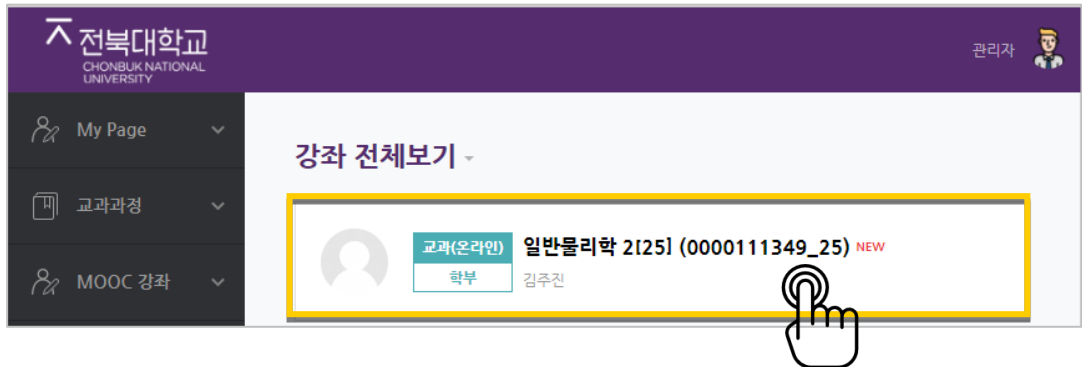 전북대학교
CHONBUK NATIONAL
UNIVERSITY
관리자
My Page
교과과정
MOOC 강좌
강좌 전체보기
교과(온라인) 일반물리학 2[25] (0000111349_25) NEW
학부 김주진